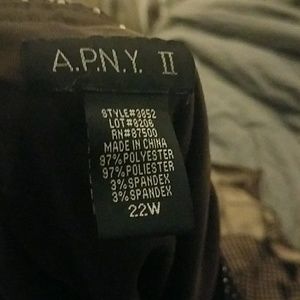 A.P.N.Y. II
STYLE#3852
LOT#8206
RN#87500
MADE IN CHINA
97%POLYESTER
97%POLIESTER
3%SPANDEX
3%SPANDEX
22W